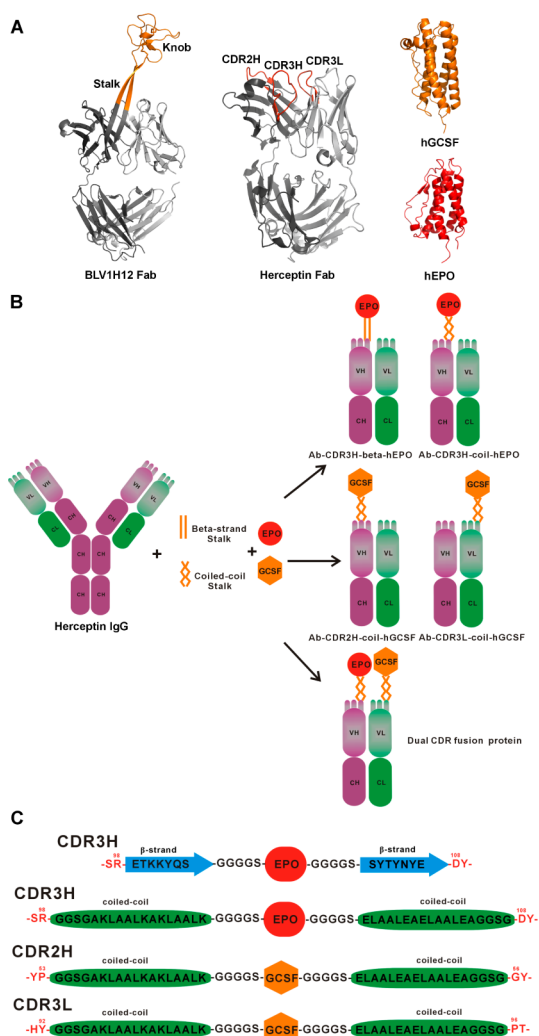 A
Knob
Stalk
BLV1H12 Fab
CDR2H
CDR3H
CDR3L
Herceptin Fab
hGCSF
hEPO
B
EPO
EPO
VH
VL
VH
VL
CH
CL
CH
CL
Ab-CDR3H-beta-hEPO
Ab-CDR3H-coil-hEPO
VL
VH
CL
CH
VH
VL
CH
CL
CH
CH
CH
CH
Herceptin IgG
+
Beta-strand
Stalk
Coiled-coil
Stalk
+
EPO
GCSF
GCSF
GCSF
VH
VL
VH
VL
CH
CL
CH
CL
Ab-CDR2H-coil-hGCSF
Ab-CDR3L-coil-hGCSF
EPO
GCSF
VH
VL
CH
CL
Dual CDR fusion protein
C
CDR3H
β-strand
β-strand
98
108
-SR-ETKKYQS-GGGGS-EPO-GGGGS-SYTYNYE-DY-
CDR3H
coiled-coil
coiled-coil
98
108
-SR-GGSGAKLAALKAKLAALK-GGGGS-EPO-GGGGS-ELAALEAELAALEAGGSG-DY-
CDR2H
coiled-coil
coiled-coil
53
56
-YP-GGSGAKLAALKAKLAALK-GGGGS-GCSF-GGGGS-ELAALEAELAALEAGGSG-GY-
CDR3L
coiled-coil
coiled-coil
92
96
-HY-GGSGAKLAALKAKLAALK-GGGGS-GCSF-GGGGS-ELAALEAELAALEAGGSG-PT-